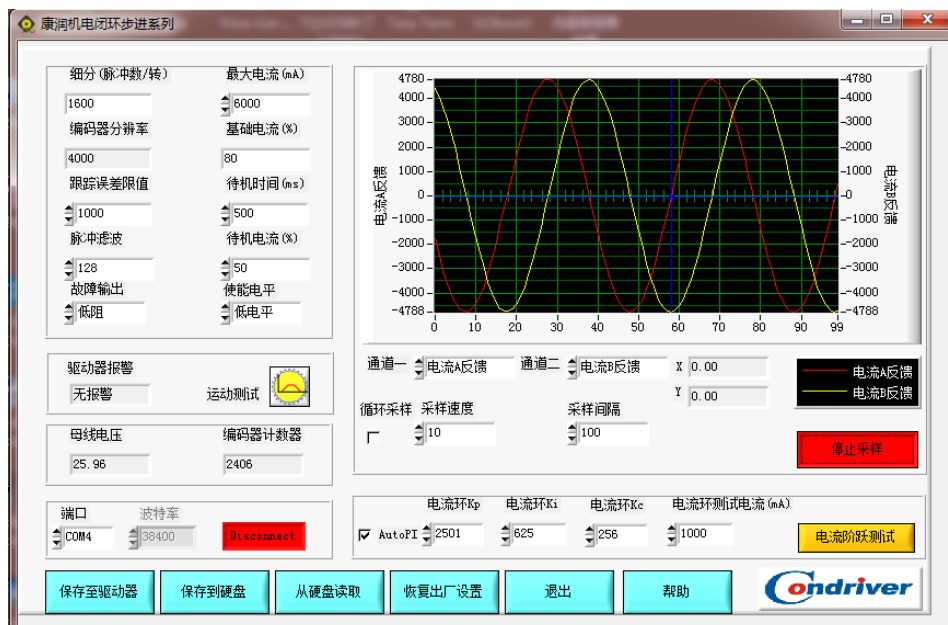 康润机电闭环步进系列
细分(脉冲数/转) 最大电流(mA)
1600 6000
编码器分辨率 基础电流(%)
4000 80
跟踪误差限值 待机时间(ms)
1000 500
脉冲滤波 待机电流(%)
128 50
故障输出 使能电平
低阻 低电平
驱动器报警
无报警 运动测试
母线电压 编码器计数器
25.96 2406
端口 波特率
COM4 38400 Disconnect
电流A反馈
4780
4000
3000
2000
1000
0
-1000
-2000
-3000
-4000
-4788
0 10 20 30 40 50 60 70 80 90 99
4780
4000
3000
2000
1000
0
-1000
-2000
-3000
-4000
-4788
电流B反馈
通道一 电流A反馈 通道二 电流B反馈 X 0.00
Y 0.00
电流A反馈
电流B反馈
循环采样 采样速度 采样间隔
10 100
停止采样
电流环Kp 电流环Ki 电流环Kc 电流环测试电流(mA)
AutoPI 2501 625 256 1000 电流阶跃测试
保存至驱动器 保存到硬盘 从硬盘读取 恢复出厂设置 退出 帮助
Condriver